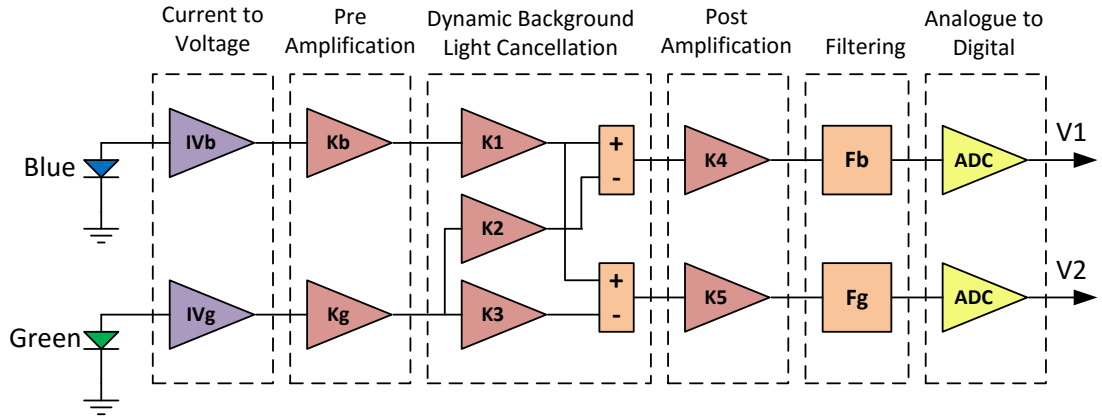 Current to
Voltage
Pre
Amplification
Dynamic Background
Light Cancellation
Post
Amplification
Filtering
Analogue to
Digital
Blue
IVb
Kb
K1
+
-
K4
Fb
ADC
V1
K2
Green
IVg
Kg
K3
+
-
K5
Fg
ADC
V2